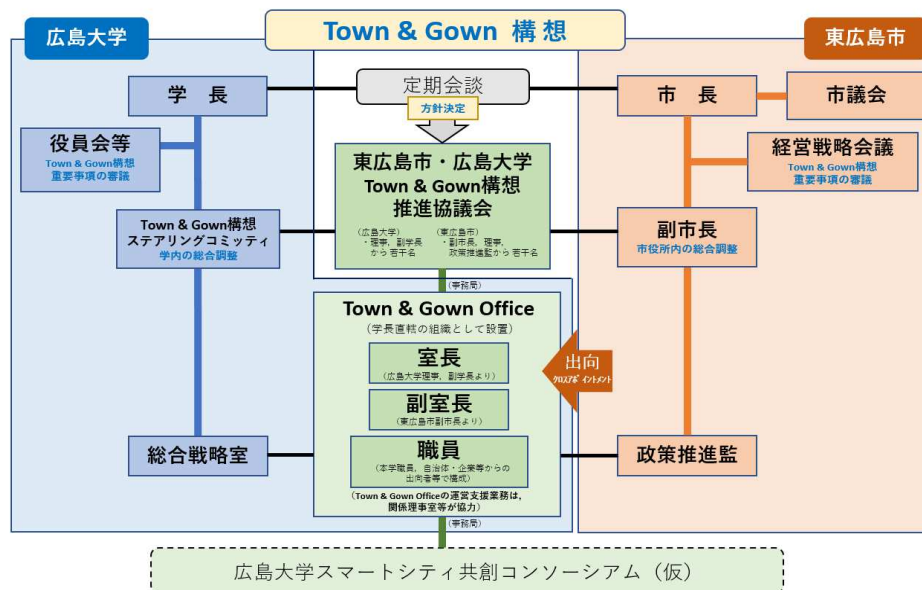 Town & Gown 構想
広島大学
東広島市
学 長
定期会談
方針決定
市 長
市議会
役員会等
Town & Gown構想
重要事項の審議
東広島市・広島大学
Town & Gown構想
推進協議会
(広島大学)
・理事，副学長
から若干名
(東広島市)
・副市長，理事，
政策推進監から若干名
経営戦略会議
Town & Gown構想
重要事項の審議
Town & Gown構想
ステアリングコミッティ
学内の総合調整
副市長
市役所内の総合調整
(事務局)
Town & Gown Office
(学長直轄の組織として設置)
室長
(広島大学理事，副学長より)
出向
クロスアポイントメント
副室長
(東広島市副市長より)
総合戦略室
職員
(本学職員，自治体・企業等からの
出向者等で構成)
政策推進監
(Town & Gown Officeの運営支援業務は，
関係理事室等が協力)
(事務局)
広島大学スマートシティ共創コンソーシアム（仮）